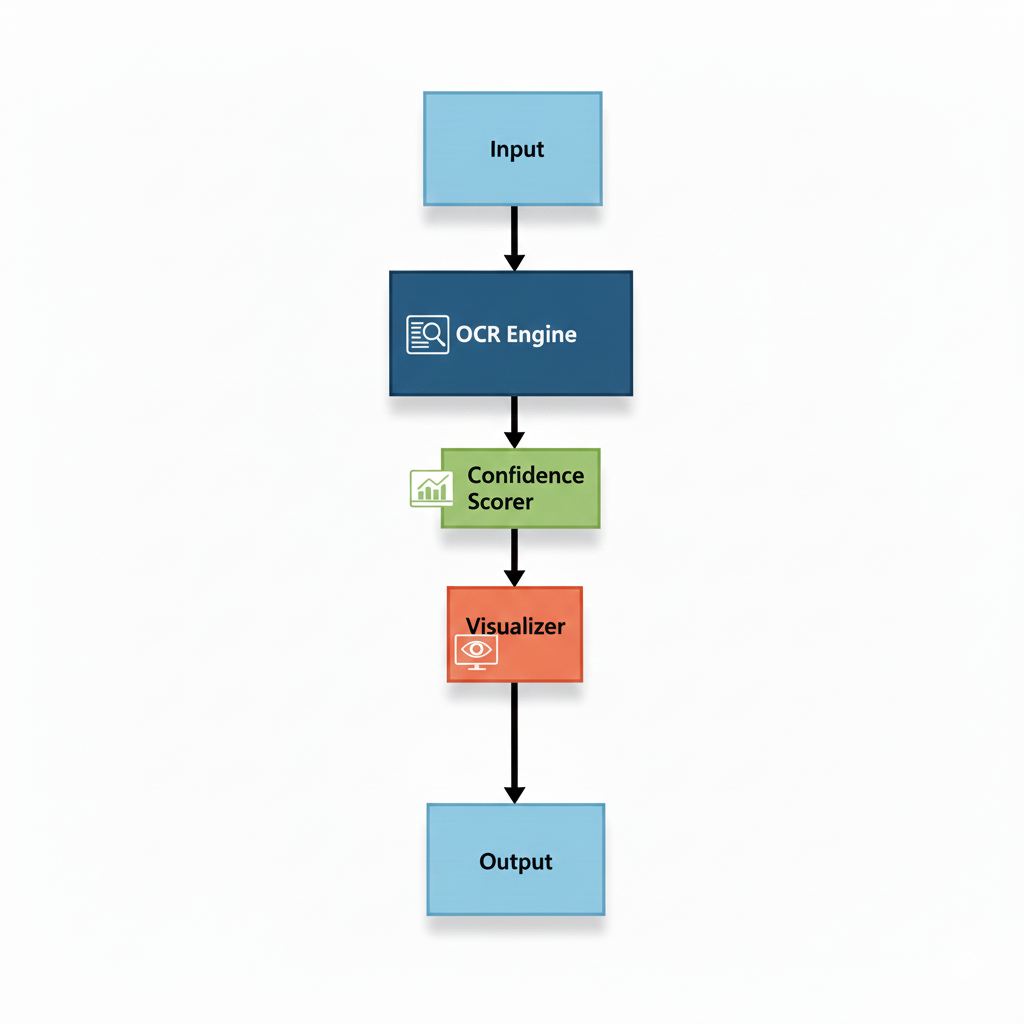 Input
OCR Engine
Confidence
Scorer
Visualizer
Output